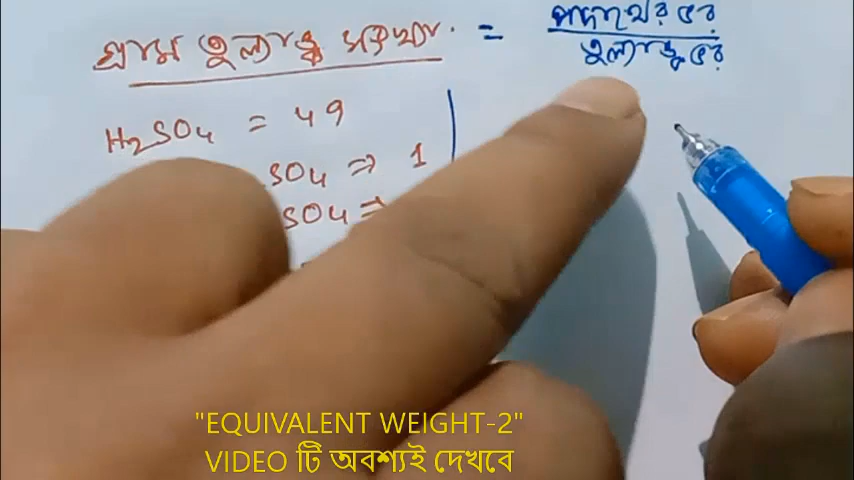 গ্রাম তুল্যাঙ্ক সংখ্যা. = পদার্থের ভর
তুল্যাঙ্ক ভর
H₂SO₄ = 49
SO₄ ⇒ 1
SO₄ ⇒
"EQUIVALENT WEIGHT-2"
VIDEO টি অবশ্যই দেখবে